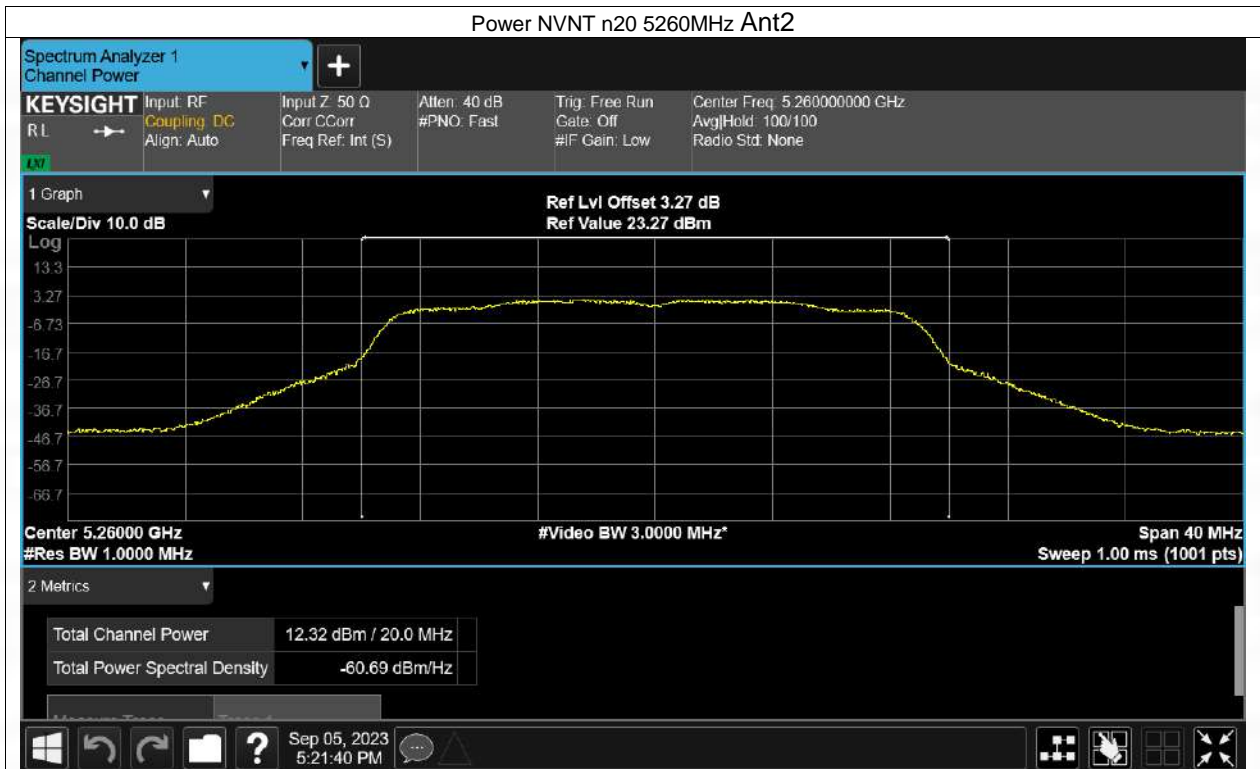 Power NVNT n20 5260MHz Ant2
Spectrum Analyzer 1
Channel Power
KEYSIGHT
RL
LXI
Input: RF
Coupling: DC
Align: Auto
Input Z: 50 Ω
Corr CCorr
Freq Ref: Int (S)
Atten: 40 dB
#PNO: Fast
Trig: Free Run
Gate: Off
#IF Gain: Low
Center Freq: 5.260000000 GHz
Avg|Hold: 100/100
Radio Std: None
1 Graph
Scale/Div 10.0 dB
Ref Lvl Offset 3.27 dB
Ref Value 23.27 dBm
Log
13.3
3.27
-6.73
-16.7
-26.7
-36.7
-46.7
-56.7
-66.7
Center 5.26000 GHz
#Video BW 3.0000 MHz*
Span 40 MHz
#Res BW 1.0000 MHz
Sweep 1.00 ms (1001 pts)
2 Metrics
Total Channel Power 12.32 dBm / 20.0 MHz
Total Power Spectral Density -60.69 dBm/Hz
?
Sep 05, 2023
5:21:40 PM